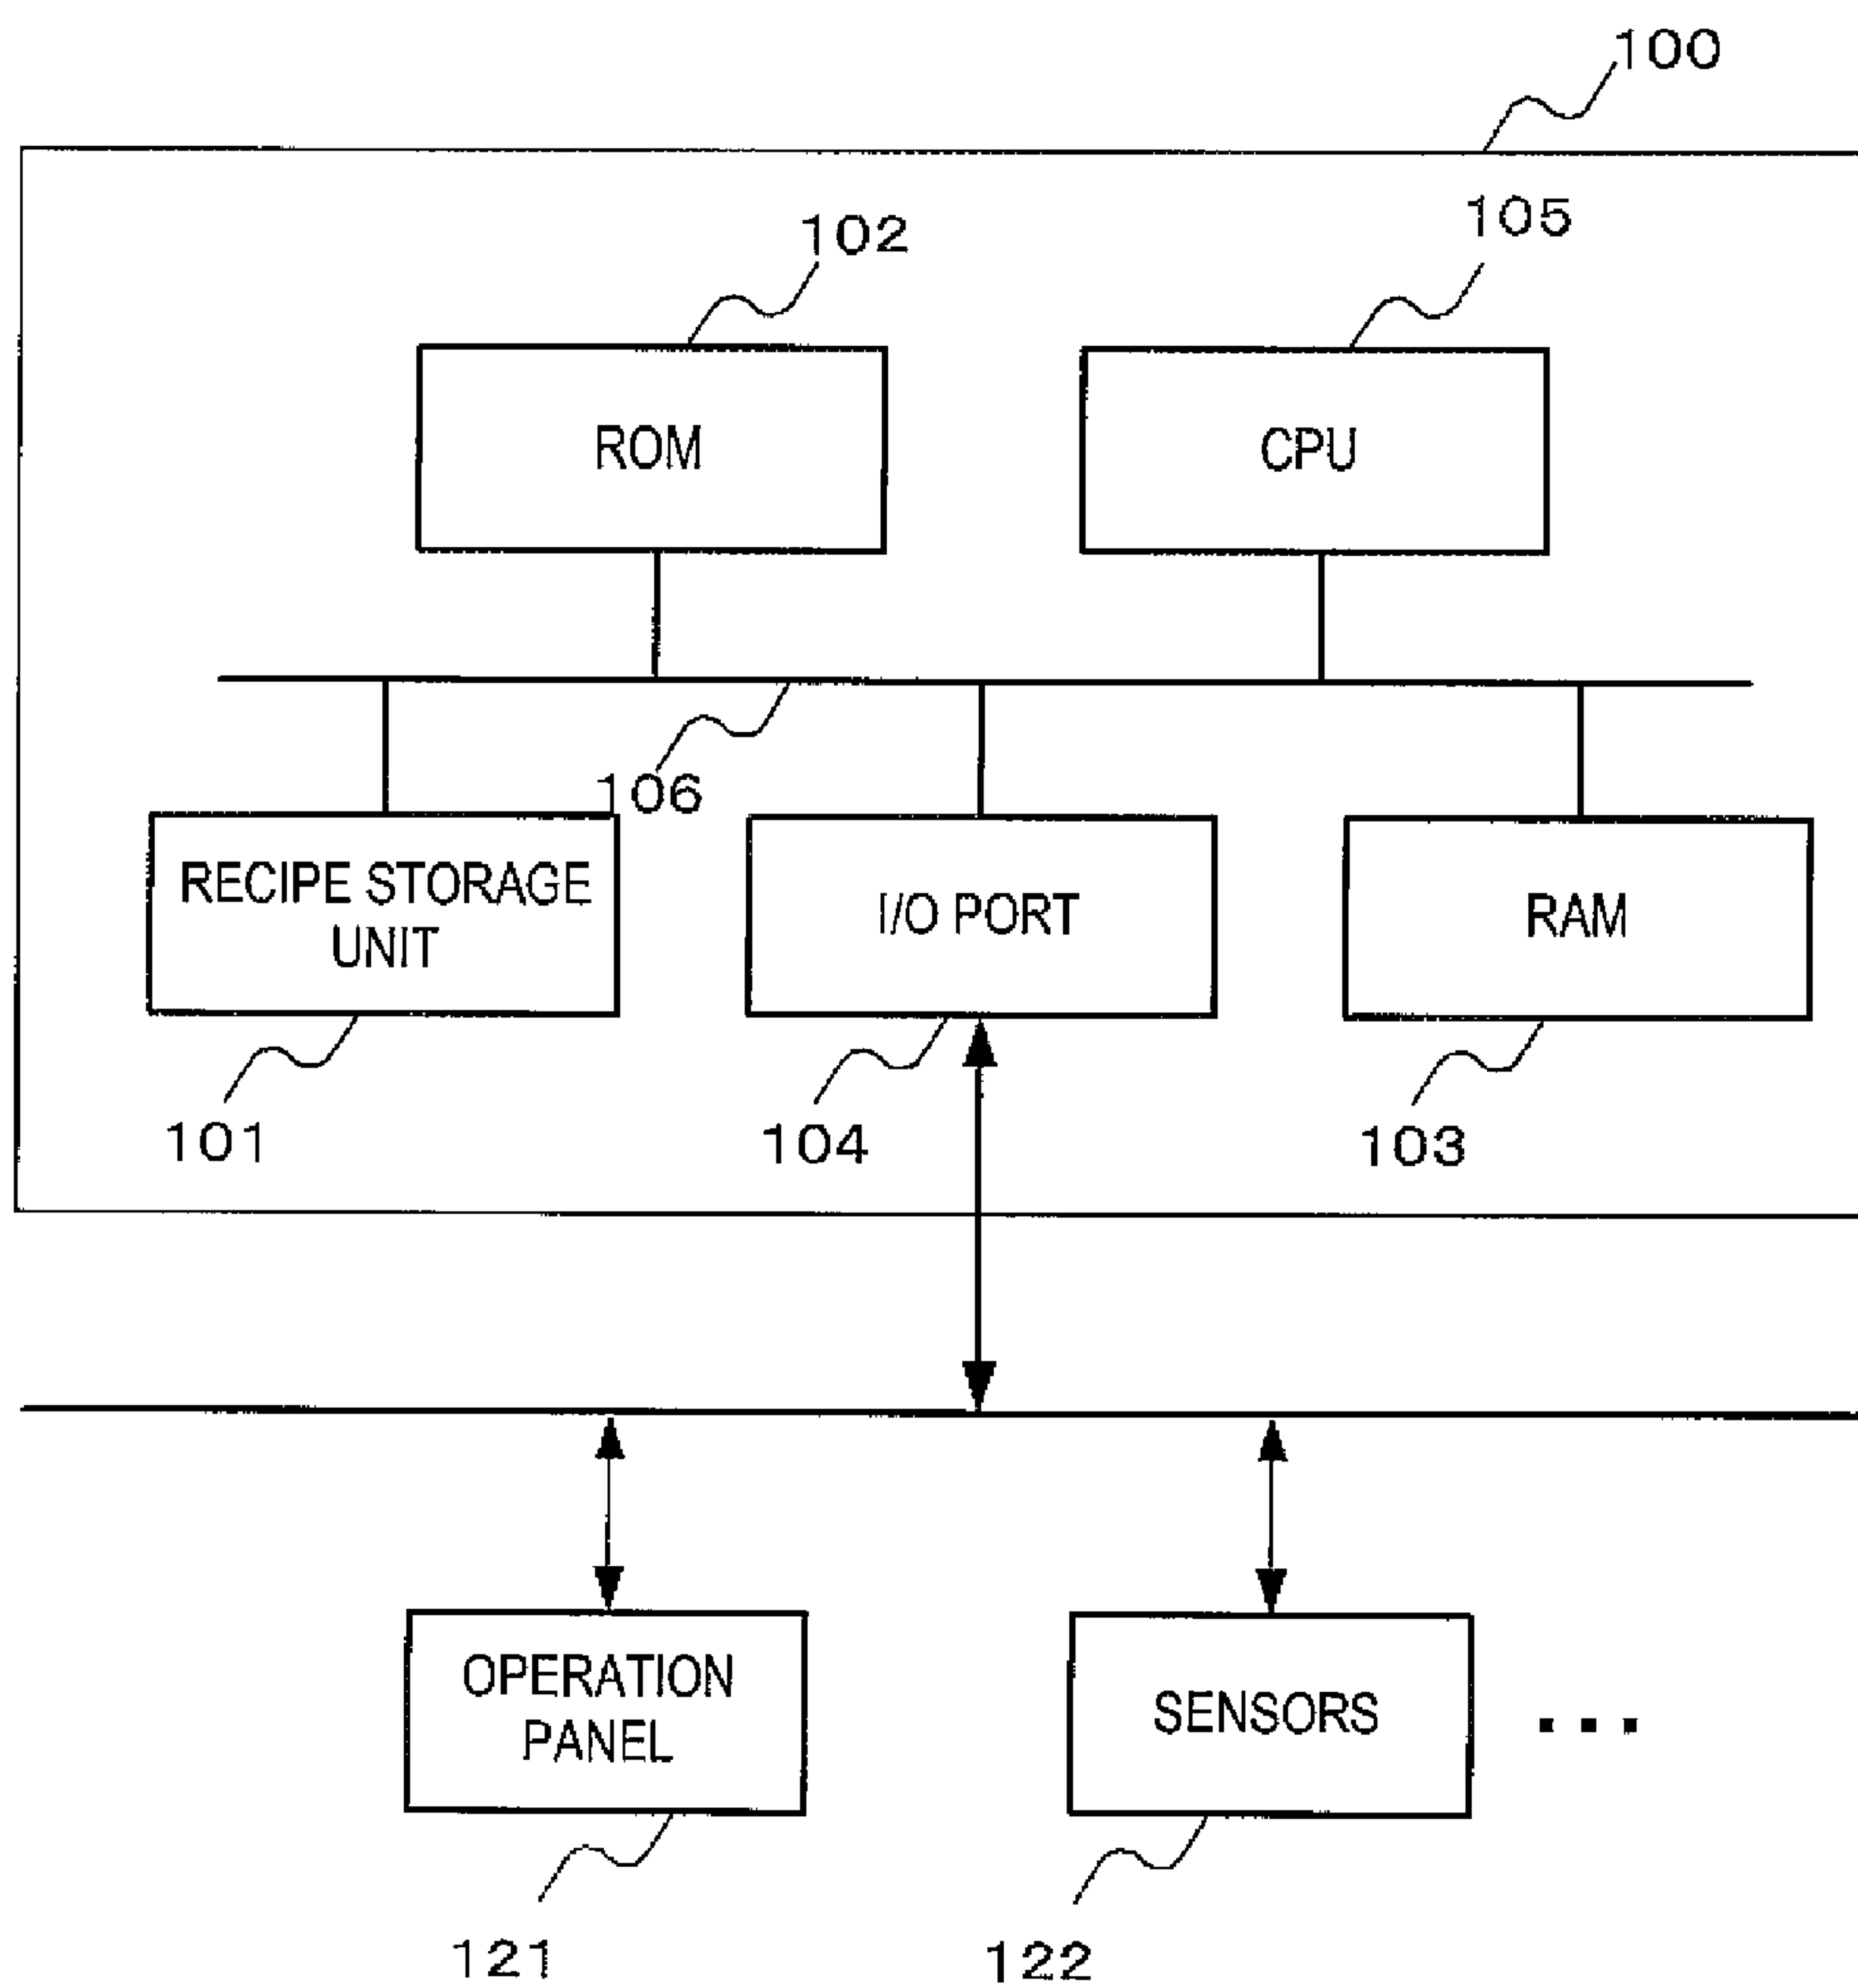 100
102
105
ROM
CPU
106
RECIPE STORAGE
UNIT
I/O PORT
RAM
101
104
103
OPERATION
PANEL
SENSORS
...
121
122